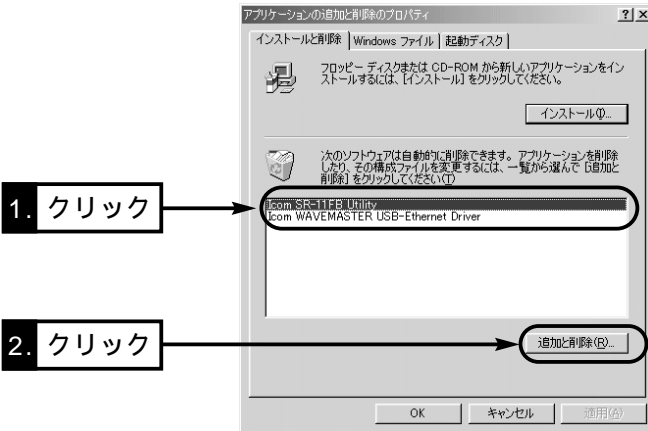 アプリケーションの追加と削除のプロパティ
? ×
インストールと削除 Windows ファイル 起動ディスク
フロッピー ディスクまたは CD-ROM から新しいアプリケーションをイン
ストールするには、[インストール] をクリックしてください。
インストール(I)...
次のソフトウェアは自動的に削除できます。アプリケーションを削除
したり、その構成ファイルを変更するには、一覧から選んで [追加と
削除] をクリックしてください(T)
1. クリック
Icom SR-11FB Utility
Icom WAVEMASTER USB-Ethernet Driver
2. クリック
追加と削除(R)...
OK キャンセル 適用(A)